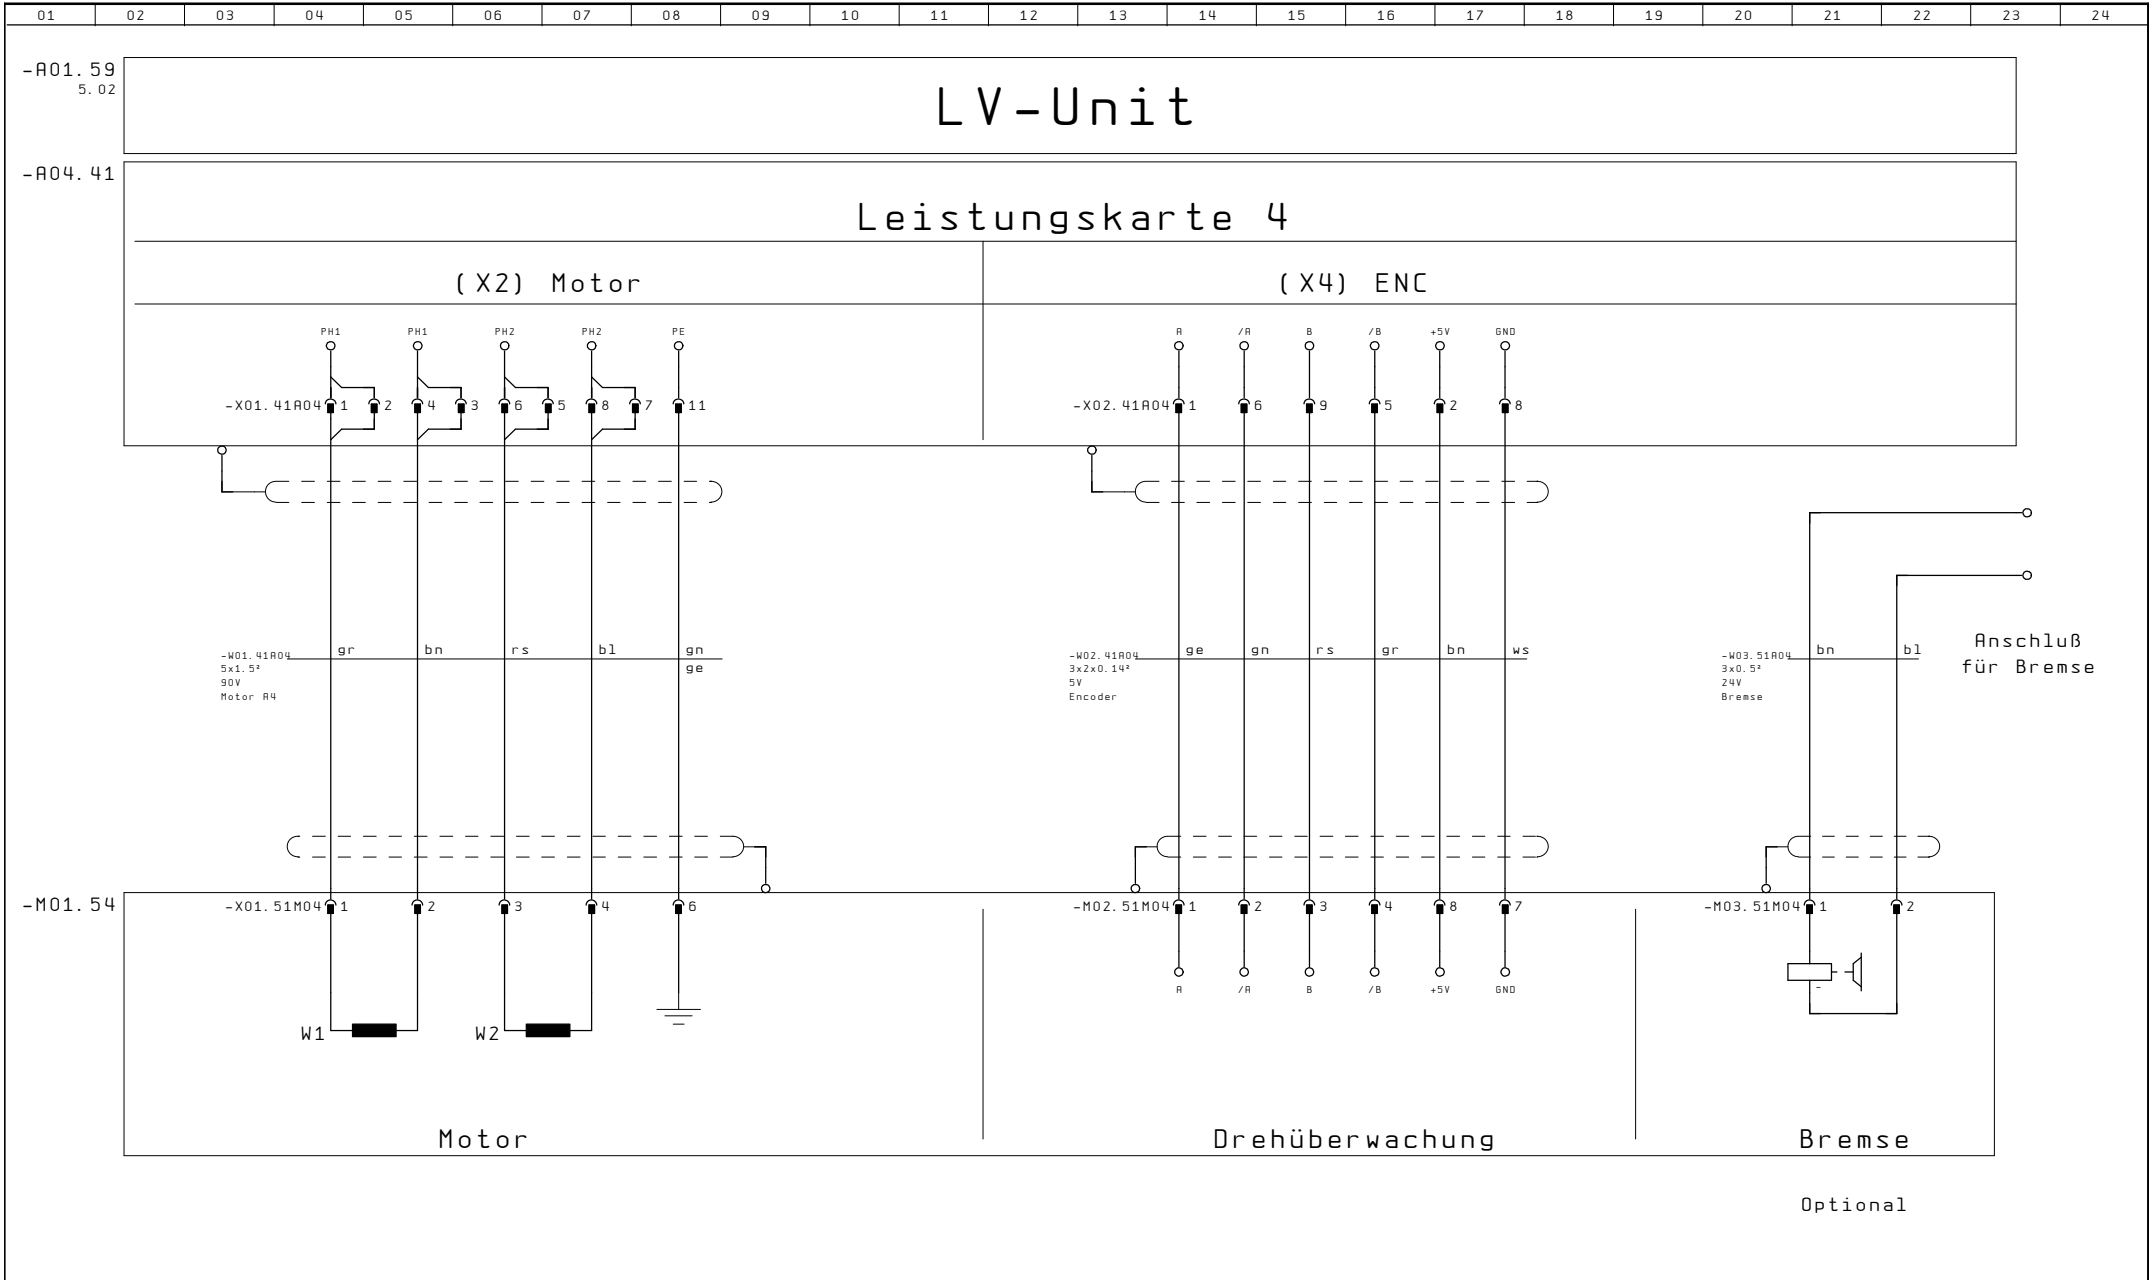 01 02 03 04 05 06 07 08 09 10 11 12 13 14 15 16 17 18 19 20 21 22 23 24
-A01.59
5.02
LV-Unit
-A04.41
Leistungskarte 4
(X2) Motor (X4) ENC
PH1 PH1 PH2 PH2 PE A /A B /B +5V GND
-X01.41A04 1 2 4 3 6 5 8 7 11 -X02.41A04 1 6 9 5 2 8
Anschluß
für Bremse
gr bn rs bl gn
ge
-W01.41A04
5x1.5²
90V
Motor A4
ge gn rs gr bn ws
-W02.41A04
3x2x0.14²
5V
Encoder
bn bl
-W03.51A04
3x0.5²
24V
Bremse
-M01.54
-X01.51M04 1 2 3 4 6 -M02.51M04 1 2 3 4 8 7 -M03.51M04 1 2
A /A B /B +5V GND
W1 W2
Motor Drehüberwachung Bremse
Optional